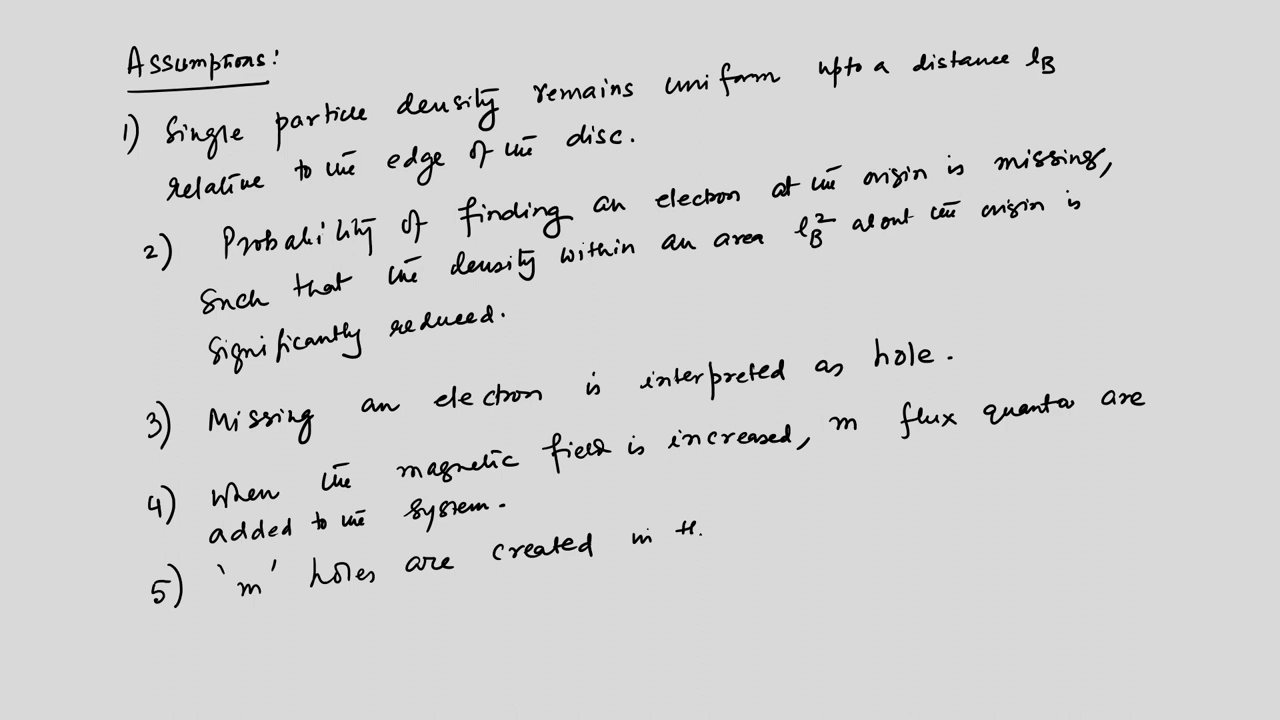 Assumptions:
1) Single particle density remains uniform upto a distance l_B
relative to the edge of the disc.
2) Probability of finding an electron at the origin is missing,
such that the density within an area l_B^2 about the origin is
significantly reduced.
3) Missing an electron is interpreted as hole.
4) When the magnetic field is increased, m flux quanta are
added to the system.
5) 'm' holes are created in